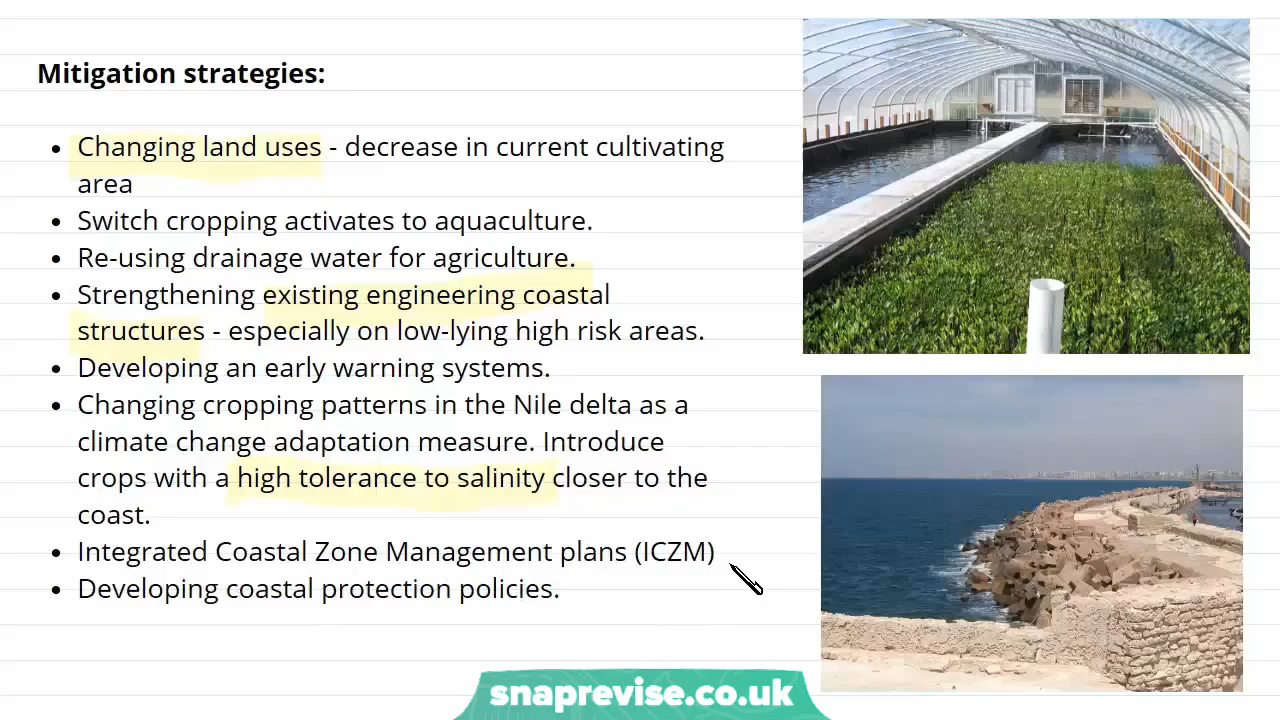 Mitigation strategies:
• Changing land uses - decrease in current cultivating
area
• Switch cropping activates to aquaculture.
• Re-using drainage water for agriculture.
• Strengthening existing engineering coastal
structures - especially on low-lying high risk areas.
• Developing an early warning systems.
• Changing cropping patterns in the Nile delta as a
climate change adaptation measure. Introduce
crops with a high tolerance to salinity closer to the
coast.
• Integrated Coastal Zone Management plans (ICZM)
• Developing coastal protection policies.
snaprevise.co.uk